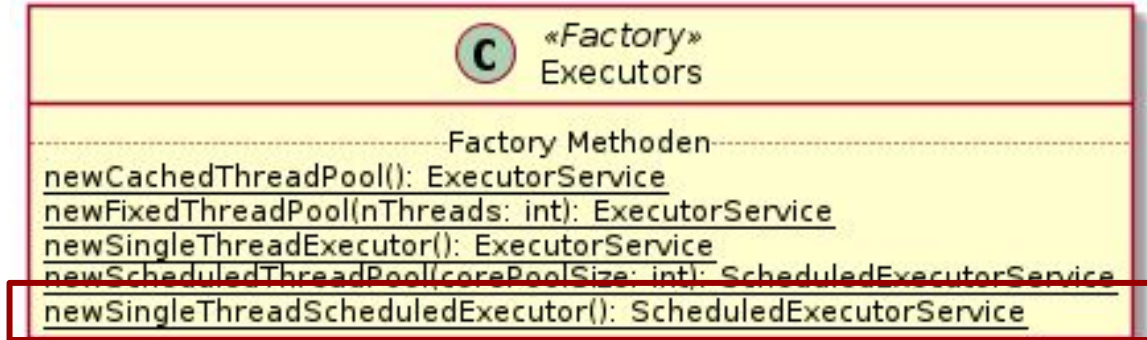 C
«Factory»
Executors
Factory Methoden
newCachedThreadPool(): ExecutorService
newFixedThreadPool(nThreads: int): ExecutorService
newSingleThreadExecutor(): ExecutorService
newScheduledThreadPool(corePoolSize: int): ScheduledExecutorService
newSingleThreadScheduledExecutor(): ScheduledExecutorService